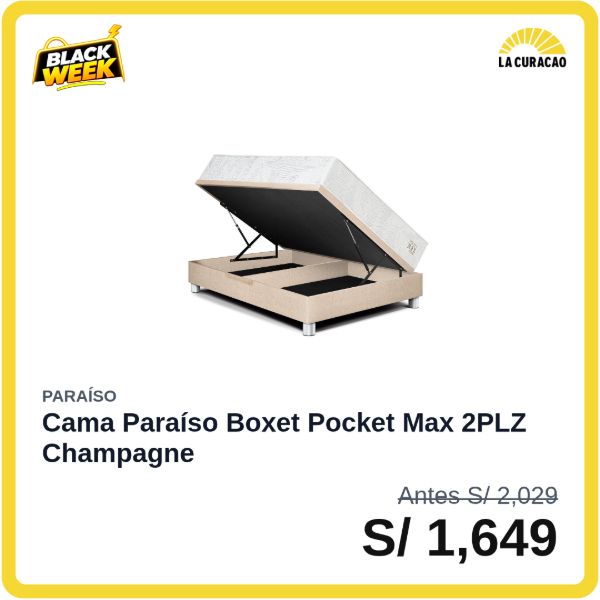 BLACK
WEEK
LA CURACAO
PARAÍSO
Cama Paraíso Boxet Pocket Max 2PLZ
Champagne
Antes S/ 2,029
S/ 1,649